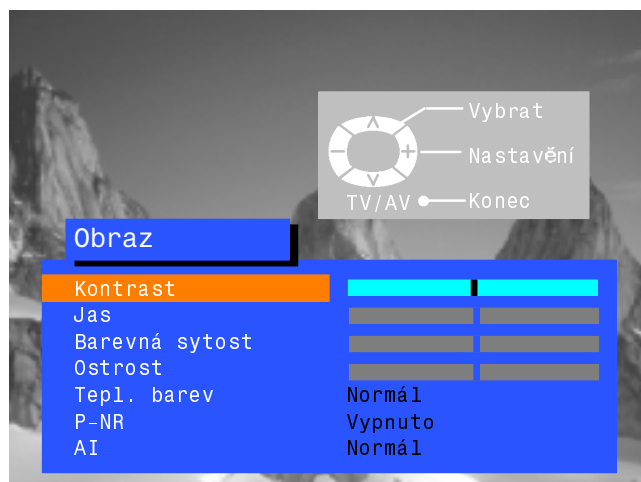 Vybrat
Nastavění
TV/AV Konec
Obraz
Kontrast
Jas
Barevná sytost
Ostrost
Tepl. barev Normál
P-NR Vypnuto
AI Normál